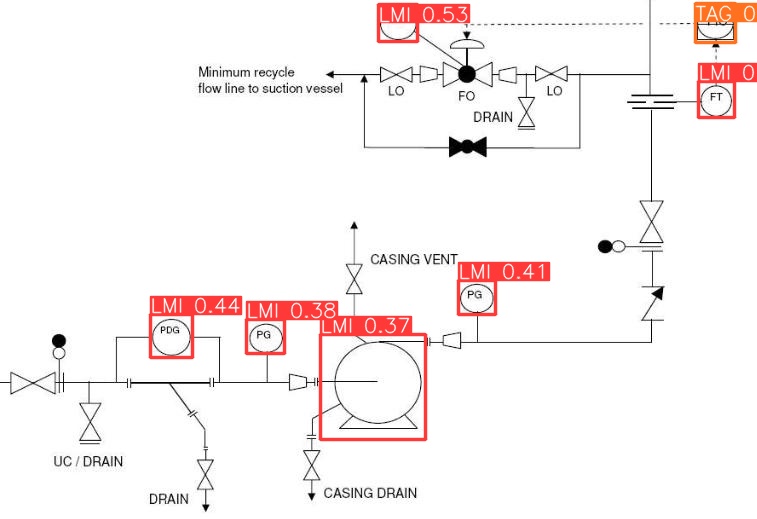 LMI 0.53
TAG 0
Minimum recycle
flow line to suction vessel
LO
FO
LO
DRAIN
LMI 0
FT
CASING VENT
LMI 0.41
PG
LMI 0.44
PDG
LMI 0.38
PG
LMI 0.37
UC / DRAIN
DRAIN
CASING DRAIN